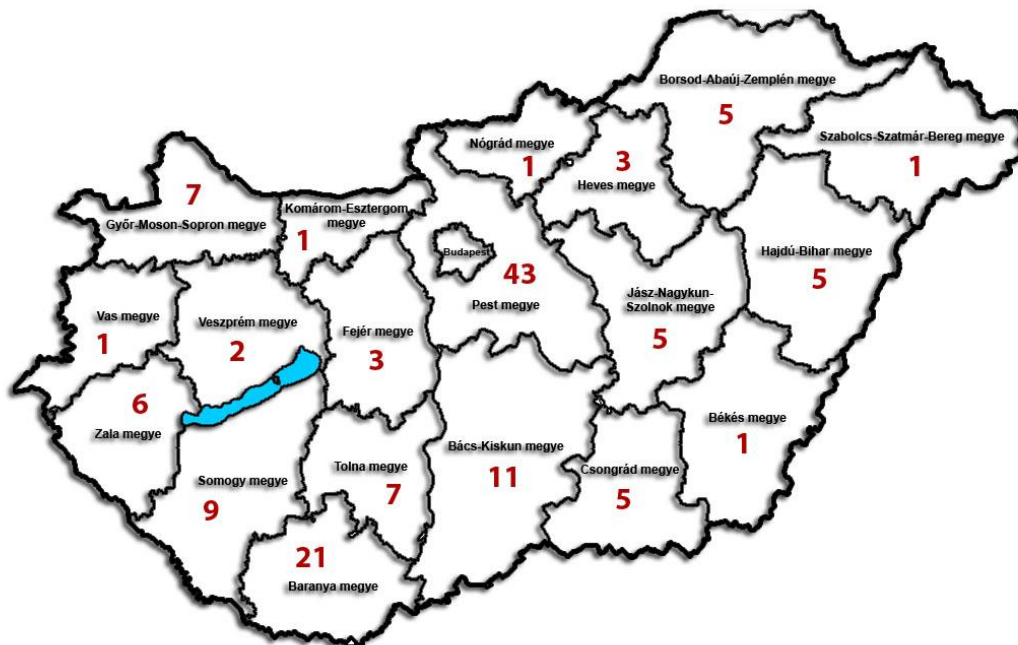 Borsod-Abaúj-Zemplén megye
5
Szabolcs-Szatmár-Bereg megye
1
Nógrád megye
1
3
Heves megye
7
Győr-Moson-Sopron megye
Komárom-Esztergom
megye
1
Budapest
43
Pest megye
Hajdú-Bihar megye
5
Jász-Nagykun-
Szolnok megye
5
Vas megye
1
Veszprém megye
2
Fejér megye
3
6
Zala megye
Békés megye
1
Somogy megye
9
Tolna megye
7
Bács-Kiskun megye
11
Csongrád megye
5
21
Baranya megye